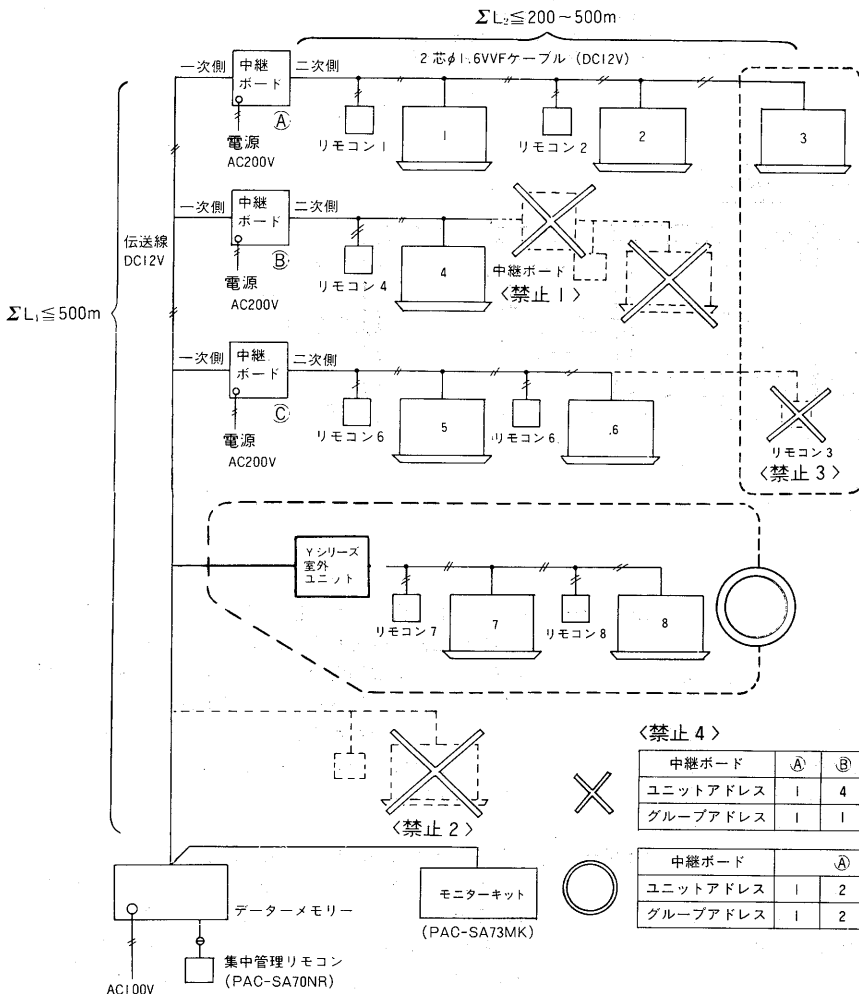 ΣL₂≦200～500m
2芯φ1.6VVFケーブル（DC12V）
一次側
中継
ボード
二次側
Ⓐ
電源
AC200V
リモコン1
1
リモコン2
2
3
一次側
中継
ボード
二次側
Ⓑ
電源
AC200V
リモコン4
4
中継ボード
〈禁止1〉
伝送線
DC12V
ΣL₁≦500m
一次側
中継
ボード
二次側
Ⓒ
電源
AC200V
リモコン6
5
リモコン6
6
リモコン3
〈禁止3〉
Yシリーズ
室外
ユニット
リモコン7
7
リモコン8
8
〈禁止2〉
〈禁止4〉
中継ボード Ⓐ Ⓑ
ユニットアドレス 1 4
グループアドレス 1 1
中継ボード Ⓐ
ユニットアドレス 1 2
グループアドレス 1 2
データーメモリー
AC100V
集中管理リモコン
(PAC-SA70NR)
モニターキット
(PAC-SA73MK)